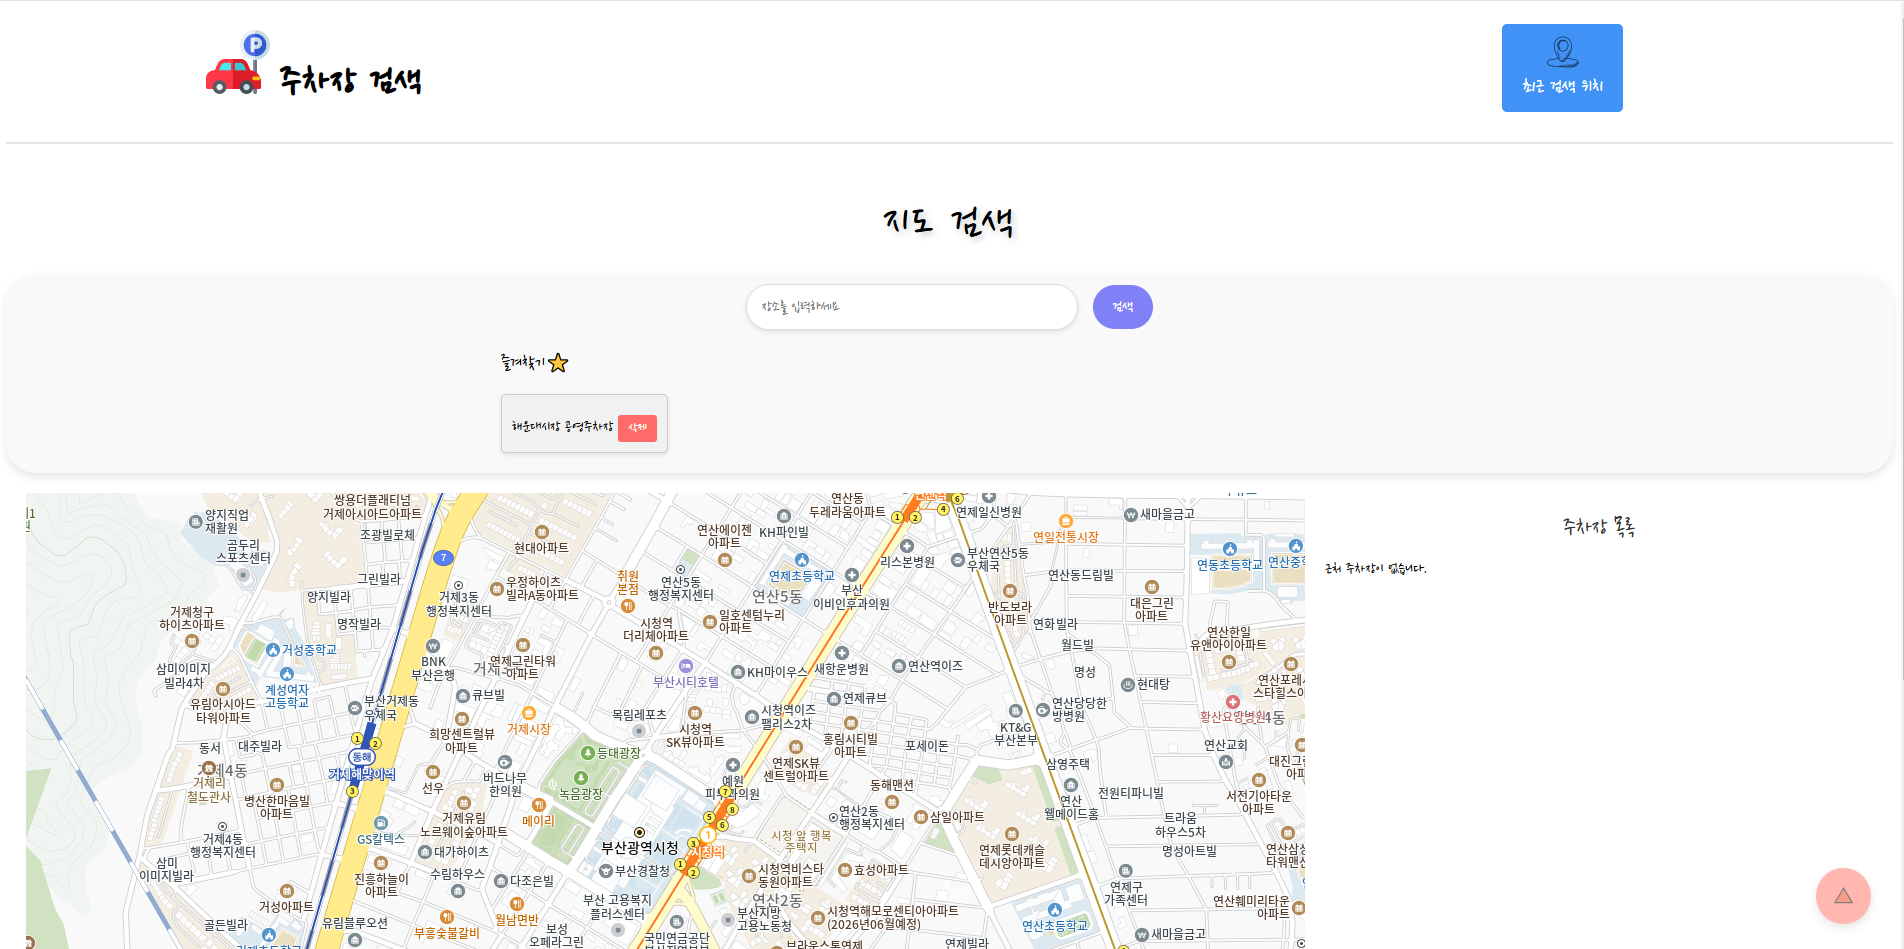 P
주차장 검색
최근 검색 위치
지도 검색
장소를 입력하세요
검색
즐겨찾기
해운대시장 공영주차장
삭제
주차장 목록
근처 주차장이 없습니다.
쌍용더플래티넘
거제아시아드아파트
양지직업
재활원
조광빌로체
곰두리
스포츠센터
7
현대아파트
그린빌라
양지빌라
거제3동
행정복지센터
우정하이츠
빌라A동아파트
거제청구
하이츠아파트
명작빌라
거성중학교
삼미이미지
빌라4차
계성여자
고등학교
유림아시아드
타워아파트
BNK
부산은행
연제그린타워
아파트
큐브빌
부산거제동
우체국
희망센트럴뷰
아파트
거제시장
동서
대주빌라
동해
거제해맞이역
거제리
철도관사
병산한마음빌
아파트
선우
버드나무
한의원
거제유림
노르웨이숲아파트
메이리
거제4동
행정복지센터
GS칼텍스
대가하이츠
삼미
이미지빌라
진흥하늘이
아파트
수림하우스
다조은빌
거성아파트
골든빌라
유림블루오션
부흥숯불갈비
월남면반
보성
오페라그린
연산동
두레라움아파트
연제일신병원
새마을금고
연산에이젠
아파트
KH파인빌
연일전통시장
리스본병원
부산연산5동
우체국
연동초등학교
취원
본점
연산5동
행정복지센터
연제초등학교
연산5동
부산
이비인후과의원
연산동드림빌
반도보라
아파트
대은그린
아파트
일호센텀누리
아파트
시청역
더리체아파트
연화빌라
월드빌
연산한일
유앤아이아파트
부산시티호텔
KH마이우스
새항운병원
연산역이즈
명성
현대탕
연제큐브
목림레포츠
시청역
SK뷰아파트
시청역이즈
팰리스2차
홍림시티빌
아파트
포세이돈
KT&G
부산본부
연산당당한
방병원
황산요양병원
연산교회
등대광장
녹음광장
연제SK뷰
센트럴아파트
예원
피부과의원
동해맨션
삼영주택
연산
웹메이드홈
전원티파니빌
서전기아타운
아파트
연산2동
행정복지센터
삼일아파트
트라움
하우스5차
시청 앞 행복
주택지
부산광역시청
시청역
부산경찰청
명성아트빌
연제롯데캐슬
데시앙아파트
시청역비스타
동원아파트
효성아파트
부산 고용복지
플러스센터
연산2동
부산지방
고용노동청
시청역해모로센티아아파트
(2026년06월예정)
연제구
가족센터
연산훼미리타운
아파트
연산초등학교
국민연금공단
브라운스톤연제
연제빌라
새마을금고